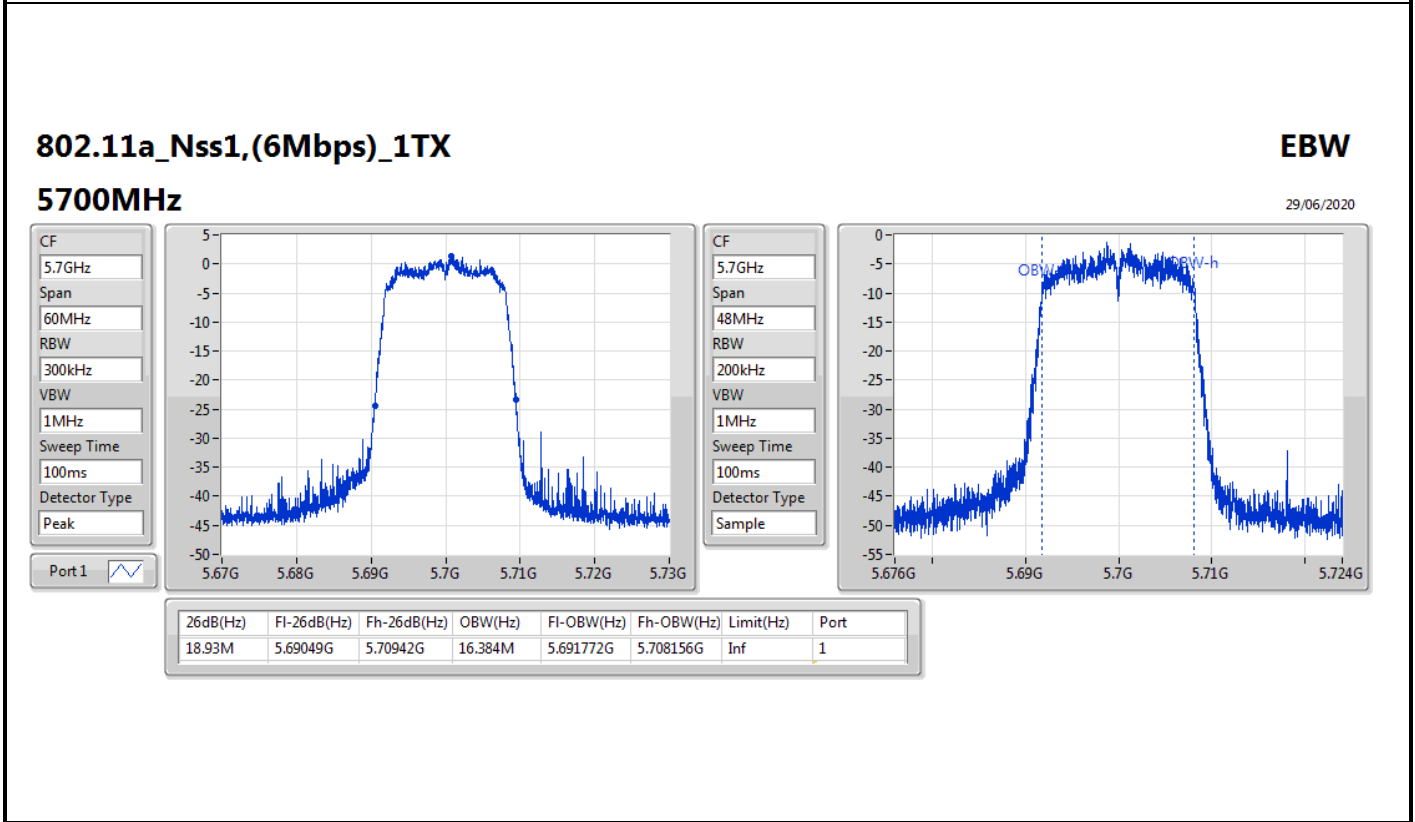 802.11a_Nss1,(6Mbps)_1TX
EBW
5700MHz
29/06/2020
CF
5.7GHz
Span
60MHz
RBW
300kHz
VBW
1MHz
Sweep Time
100ms
Detector Type
Peak
Port 1
5
0
-5
-10
-15
-20
-25
-30
-35
-40
-45
-50
5.67G 5.68G 5.69G 5.7G 5.71G 5.72G 5.73G
CF
5.7GHz
Span
48MHz
RBW
200kHz
VBW
1MHz
Sweep Time
100ms
Detector Type
Sample
0
-5
-10
-15
-20
-25
-30
-35
-40
-45
-50
-55
OBW-h
5.676G 5.69G 5.7G 5.71G 5.724G
26dB(Hz) Fl-26dB(Hz) Fh-26dB(Hz) OBW(Hz) Fl-OBW(Hz) Fh-OBW(Hz) Limit(Hz) Port
18.93M 5.69049G 5.70942G 16.384M 5.691772G 5.708156G Inf 1